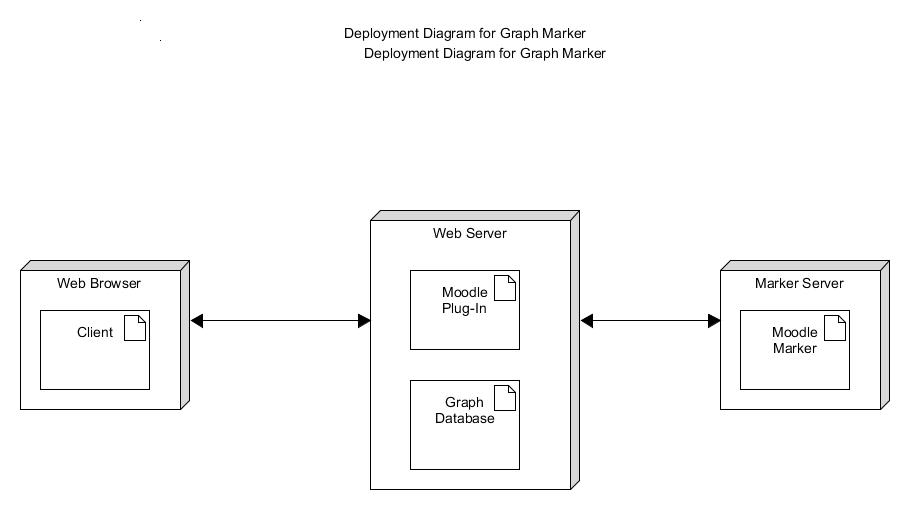 Deployment Diagram for Graph Marker
Deployment Diagram for Graph Marker
Web Browser
Client
Web Server
Moodle
Plug-In
Graph
Database
Marker Server
Moodle
Marker